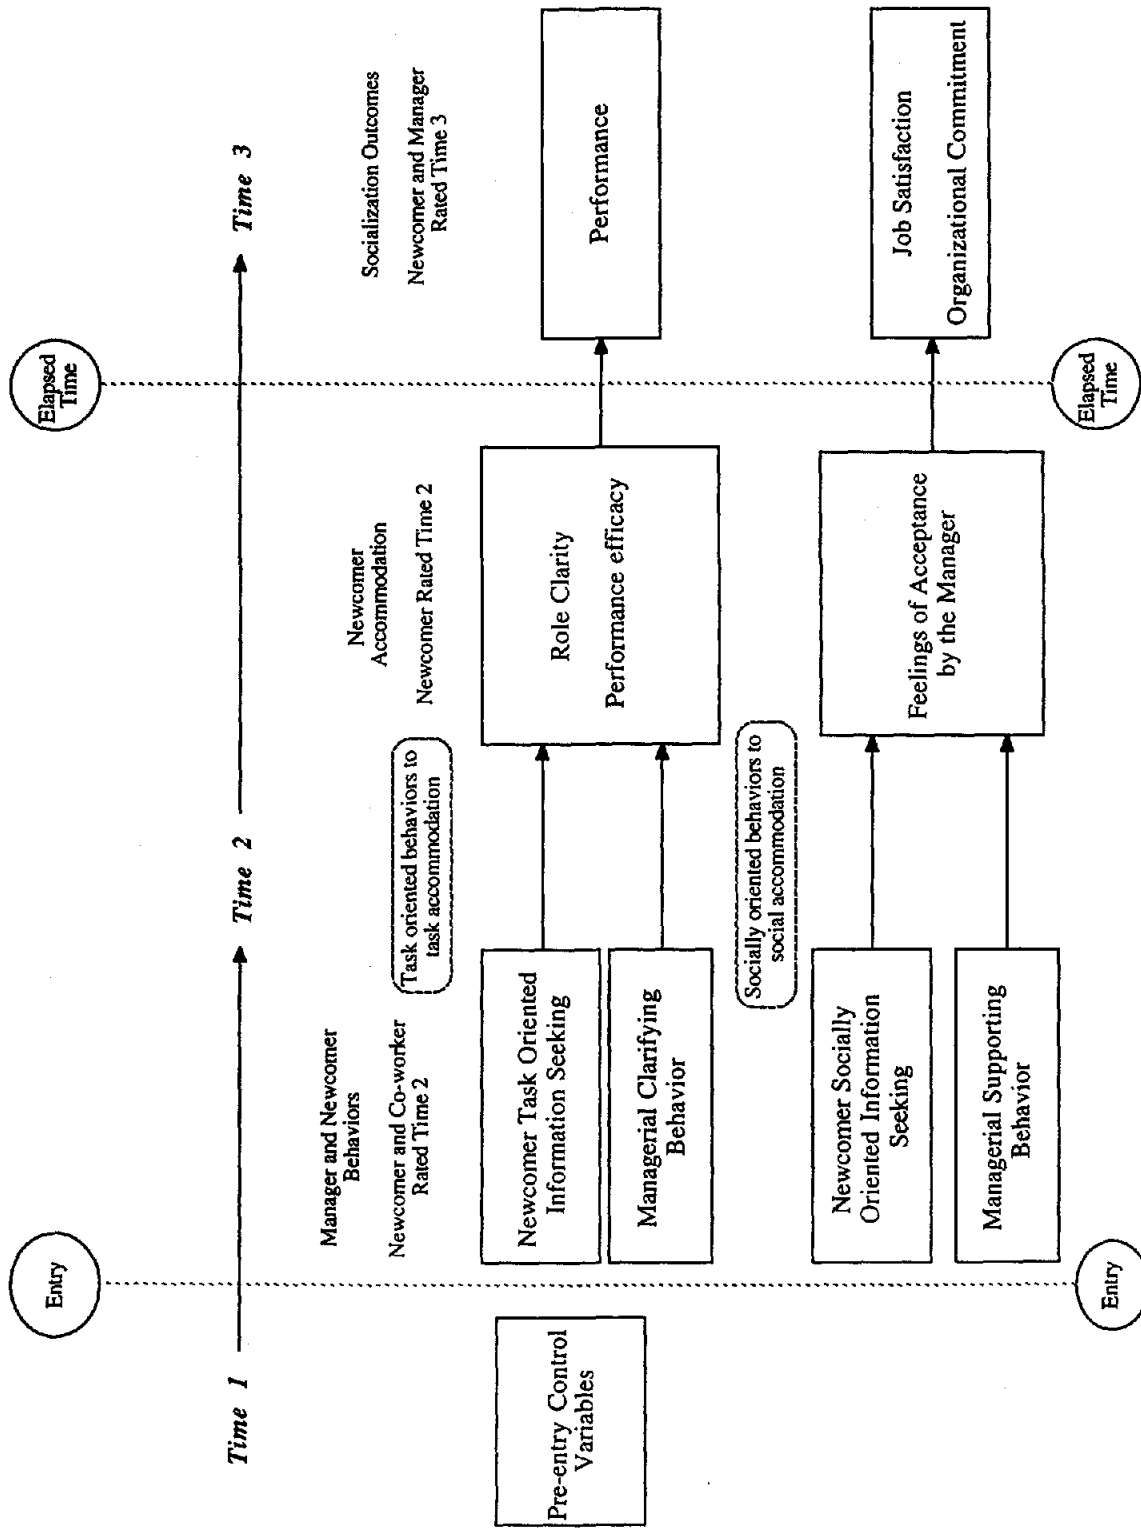 Entry
Elapsed
Time
Time 1
Time 2
Time 3
Manager and Newcomer
Behaviors
Newcomer and Co-worker
Rated Time 2
Newcomer
Accommodation
Newcomer Rated Time 2
Socialization Outcomes
Newcomer and Manager
Rated Time 3
Task oriented behaviors to
task accommodation
Pre-entry Control
Variables
Newcomer Task Oriented
Information Seeking
Managerial Clarifying
Behavior
Role Clarity
Performance efficacy
Performance
Socially oriented behaviors to
social accommodation
Newcomer Socially
Oriented Information
Seeking
Managerial Supporting
Behavior
Feelings of Acceptance
by the Manager
Job Satisfaction
Organizational Commitment
Entry
Elapsed
Time